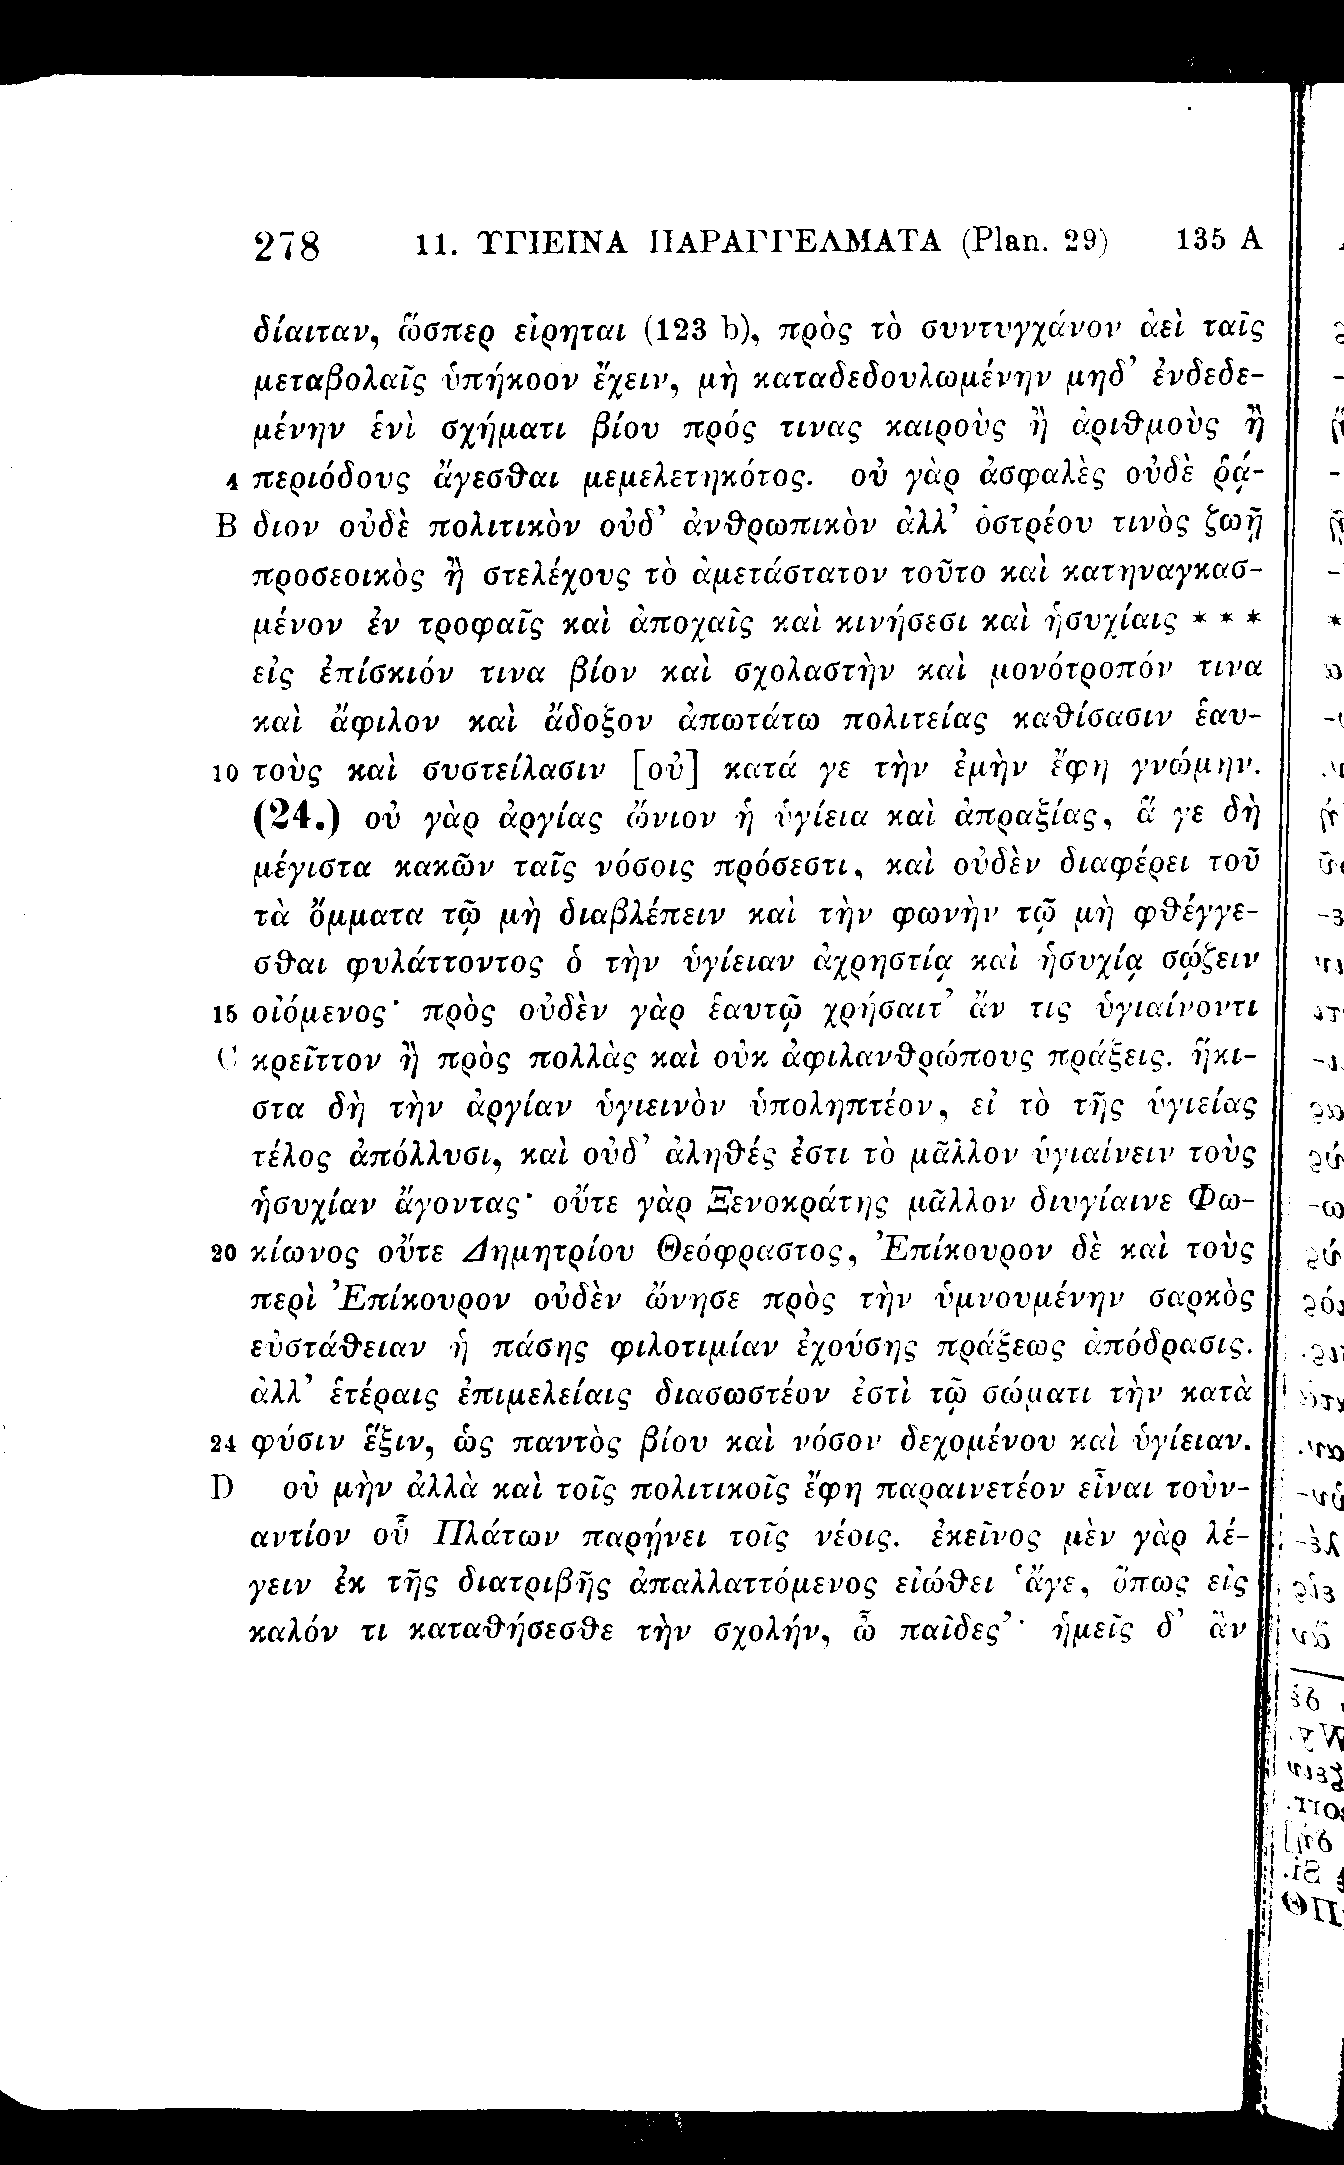 278 11. ΥΓΙΕΙΝΑ ΠΑΡΑΓΓΕΛΜΑΤΑ (Plan. 29) 135 A
δίαιταν, ὥσπερ εἴρηται (123 b), πρὸς τὸ συντυγχάνον ἀεὶ ταῖς
μεταβολαῖς ὑπήκοον ἔχειν, μὴ καταδεδουλωμένην μηδ’ ἐνδεδε-
μένην ἑνὶ σχήματι βίου πρός τινας καιροὺς ἢ ἀριθμοὺς ἢ
4 περιόδους ἄγεσθαι μεμελετηκότος. οὐ γὰρ ἀσφαλὲς οὐδὲ ῥᾴ-
B διον οὐδὲ πολιτικὸν οὐδ’ ἀνθρωπικὸν ἀλλ’ ὀστρέου τινὸς ζωῇ
προσεοικὸς ἢ στελέχους τὸ ἀμετάστατον τοῦτο καὶ κατηναγκασ-
μένον ἐν τροφαῖς καὶ ἀποχαῖς καὶ κινήσεσι καὶ ἡσυχίαις * * *
εἰς ἐπίσκιόν τινα βίον καὶ σχολαστὴν καὶ μονότροπόν τινα
καὶ ἄφιλον καὶ ἄδοξον ἀπωτάτω πολιτείας καθίσασιν ἑαυ-
10 τοὺς καὶ συστείλασιν [οὐ] κατά γε τὴν ἐμὴν ἔφη γνώμην.
(24.) οὐ γὰρ ἀργίας ὤνιον ἡ ὑγίεια καὶ ἀπραξίας, ἅ γε δὴ
μέγιστα κακῶν ταῖς νόσοις πρόσεστι, καὶ οὐδὲν διαφέρει τοῦ
τὰ ὄμματα τῷ μὴ διαβλέπειν καὶ τὴν φωνὴν τῷ μὴ φθέγγε-
σθαι φυλάττοντος ὁ τὴν ὑγίειαν ἀχρηστίᾳ καὶ ἡσυχίᾳ σῴζειν
15 οἰόμενος· πρὸς οὐδὲν γὰρ ἑαυτῷ χρήσαιτ’ ἄν τις ὑγιαίνοντι
C κρεῖττον ἢ πρὸς πολλὰς καὶ οὐκ ἀφιλανθρώπους πράξεις. ἥκι-
στα δὴ τὴν ἀργίαν ὑγιεινὸν ὑποληπτέον, εἰ τὸ τῆς ὑγιείας
τέλος ἀπόλλυσι, καὶ οὐδ’ ἀληθές ἐστι τὸ μᾶλλον ὑγιαίνειν τοὺς
ἡσυχίαν ἄγοντας· οὔτε γὰρ Ξενοκράτης μᾶλλον διυγίαινε Φω-
20 κίωνος οὔτε Δημητρίου Θεόφραστος, Ἐπίκουρον δὲ καὶ τοὺς
περὶ Ἐπίκουρον οὐδὲν ὤνησε πρὸς τὴν ὑμνουμένην σαρκὸς
εὐστάθειαν ἡ πάσης φιλοτιμίαν ἐχούσης πράξεως ἀπόδρασις.
ἀλλ’ ἑτέραις ἐπιμελείαις διασωστέον ἐστὶ τῷ σώματι τὴν κατὰ
24 φύσιν ἕξιν, ὡς παντὸς βίου καὶ νόσον δεχομένου καὶ ὑγίειαν.
D οὐ μὴν ἀλλὰ καὶ τοῖς πολιτικοῖς ἔφη παραινετέον εἶναι τοὐν-
αντίον οὗ Πλάτων παρῄνει τοῖς νέοις. ἐκεῖνος μὲν γὰρ λέ-
γειν ἐκ τῆς διατριβῆς ἀπαλλαττόμενος εἰώθει ‘ἄγε, ὅπως εἰς
καλόν τι καταθήσεσθε τὴν σχολήν, ὦ παῖδες’· ἡμεῖς δ’ ἂν